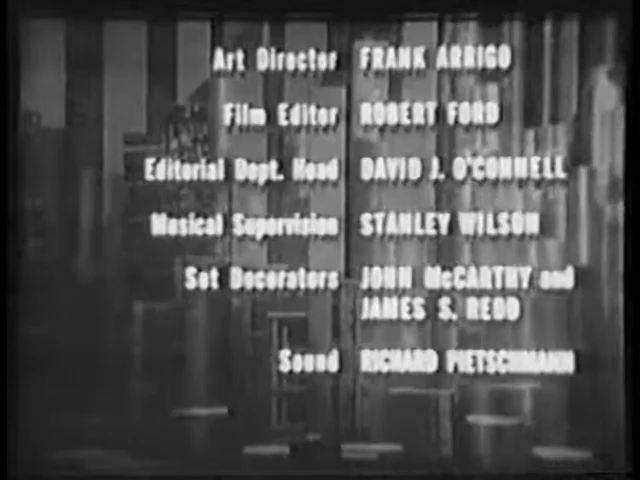 Art Director FRANK ARRIGO
Film Editor ROBERT FORD
Editorial Dept. Head DAVID J. O'CONNELL
Musical Supervision STANLEY WILSON
Set Decorators JOHN McCARTHY and
JAMES S. REDD
Sound RICHARD PIETSCHMANN